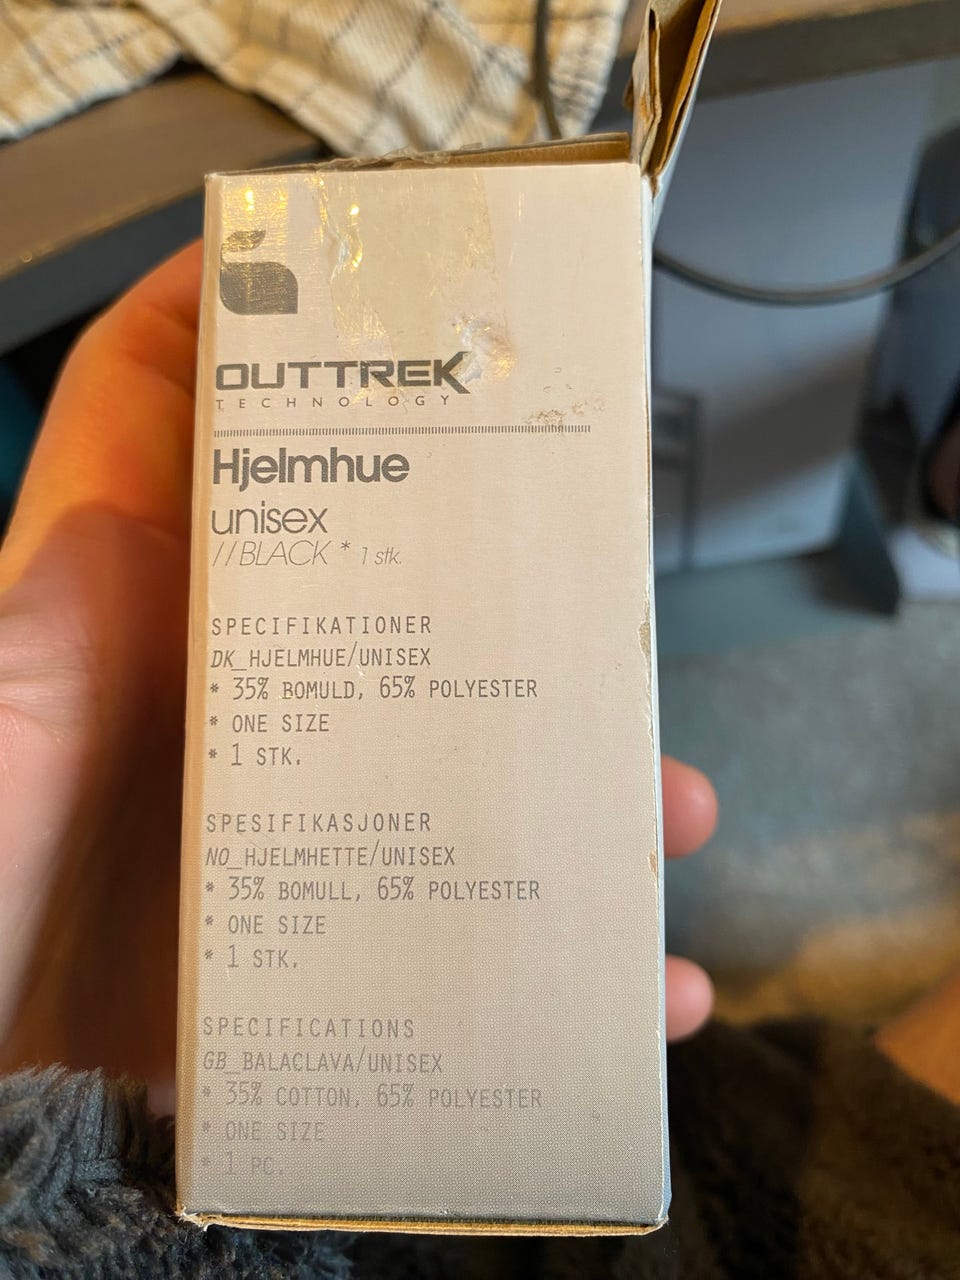 OUTTREK
TECHNOLOGY
Hjelmhue
unisex
//BLACK * 1 stk.
SPECIFIKATIONER
DK_HJELMHUE/UNISEX
* 35% BOMULD, 65% POLYESTER
* ONE SIZE
* 1 STK.
SPESIFIKASJONER
NO_HJELMHETTE/UNISEX
* 35% BOMULL, 65% POLYESTER
* ONE SIZE
* 1 STK.
SPECIFICATIONS
GB_BALACLAVA/UNISEX
* 35% COTTON, 65% POLYESTER
* ONE SIZE
* 1 PC.